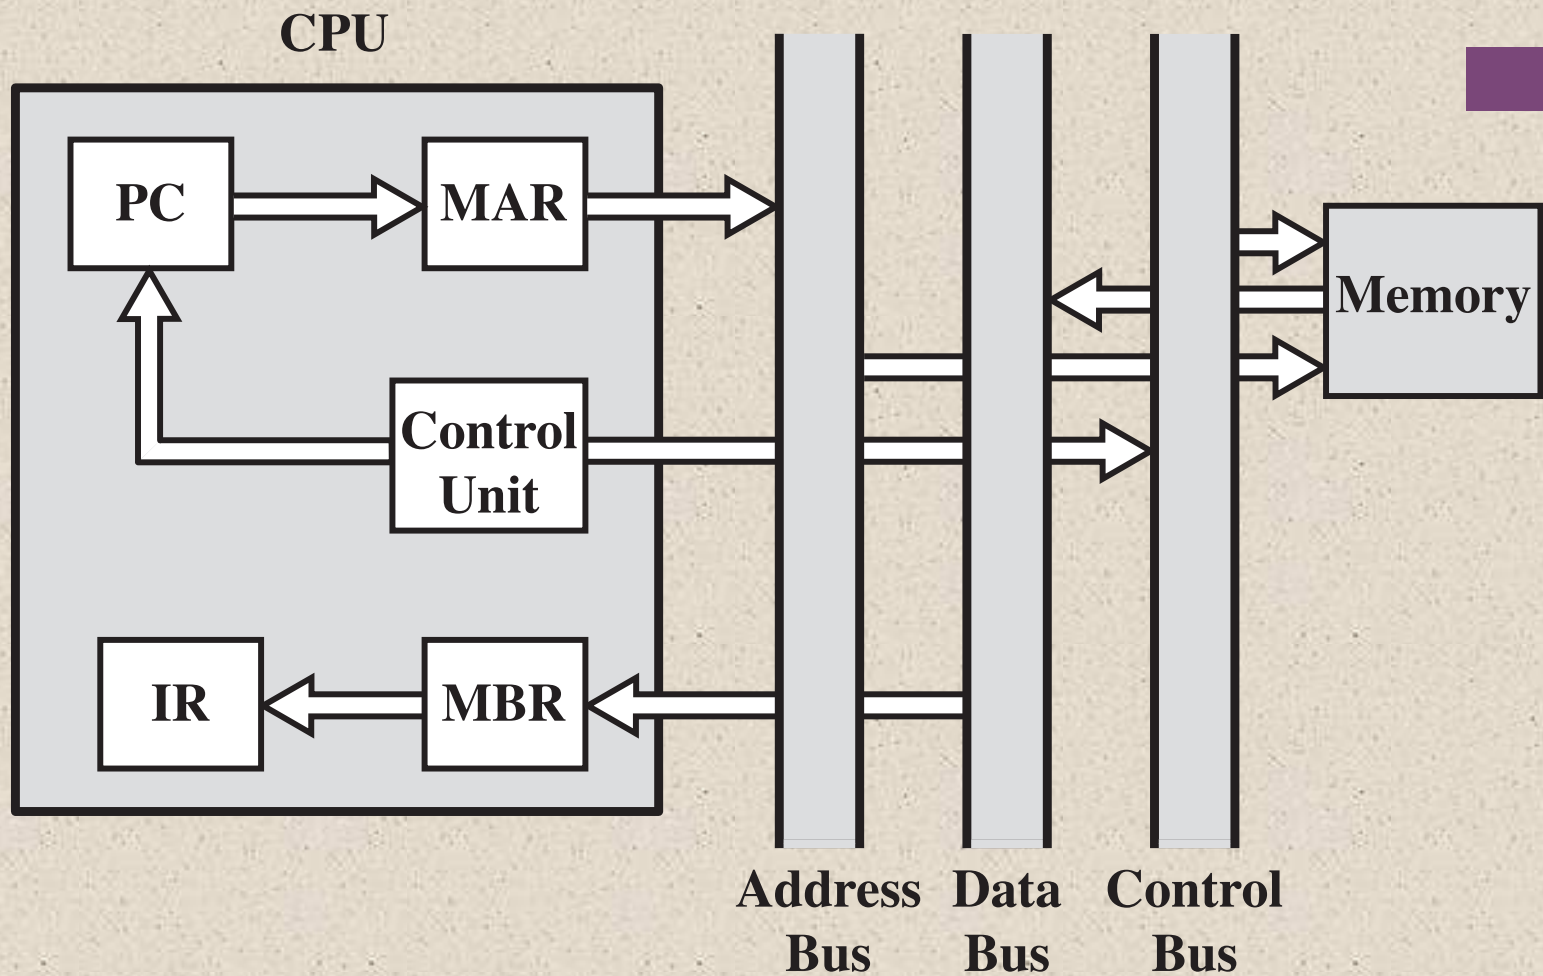 CPU
PC
MAR
Memory
Control
Unit
IR
MBR
Address
Bus
Data
Bus
Control
Bus